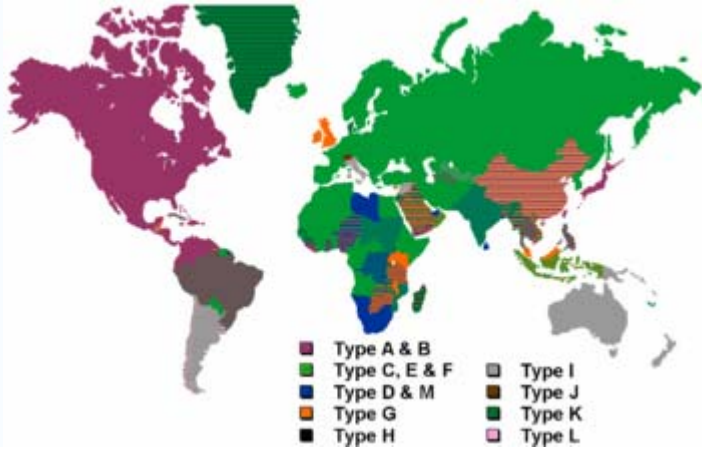 Type A & B
Type C, E & F
Type D & M
Type G
Type H
Type I
Type J
Type K
Type L